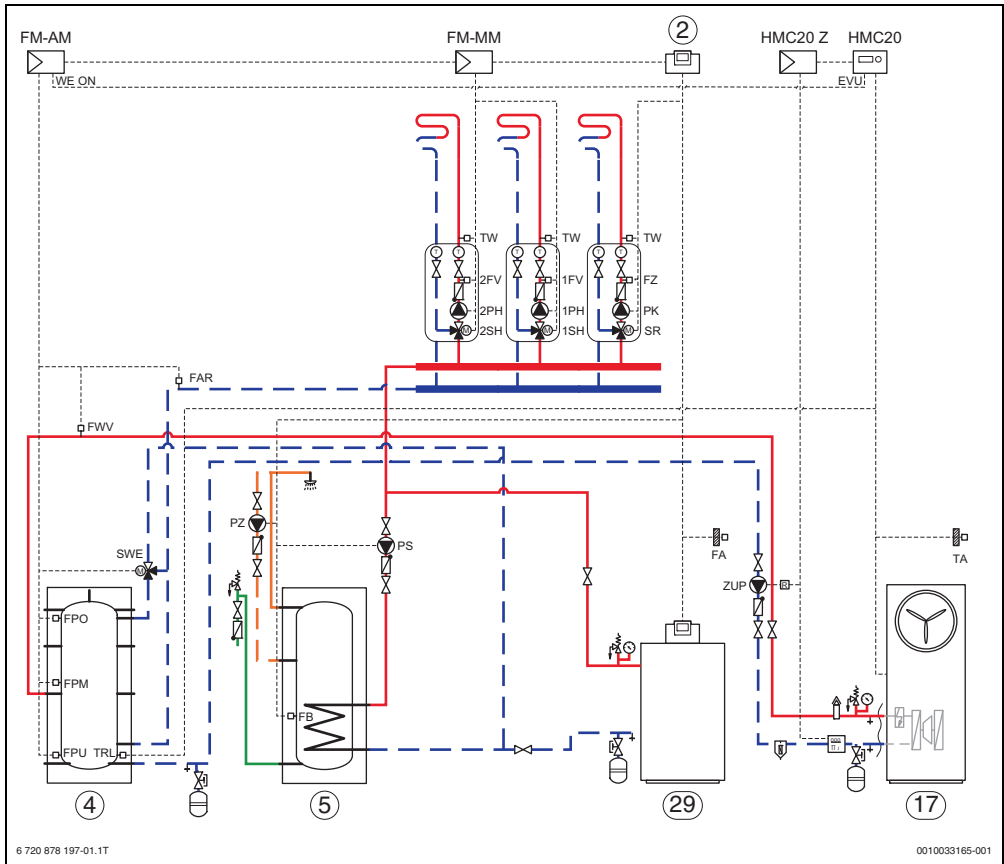 FM-AM FM-MM 2 HMC20 Z HMC20
WE ON EVU
TW TW TW
T T T T T T
2FV 1FV FZ
2PH 1PH PK
M 2SH M 1SH M SR
FAR
FWV
PZ PS
FA TA
SWE
M
ZUP R
FPO
FPM
FB
FPU TRL
4 5 29 17
6 720 878 197-01.1T 0010033165-001